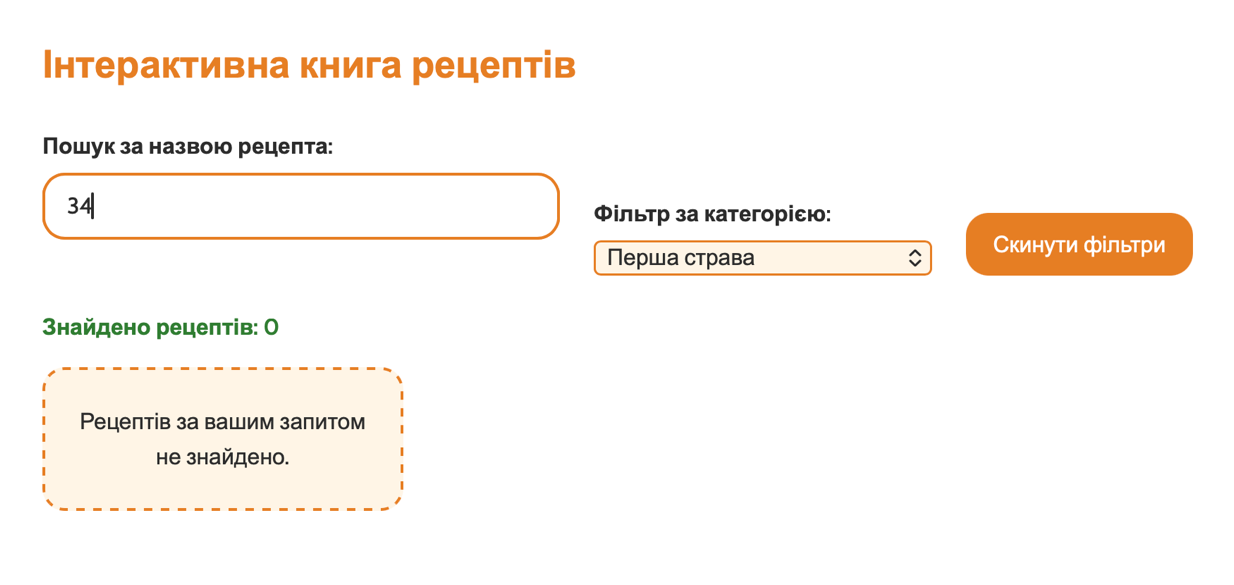 Інтерактивна книга рецептів
Пошук за назвою рецепта:
34
Фільтр за категорією:
Перша страва
Скинути фільтри
Знайдено рецептів: 0
Рецептів за вашим запитом
не знайдено.